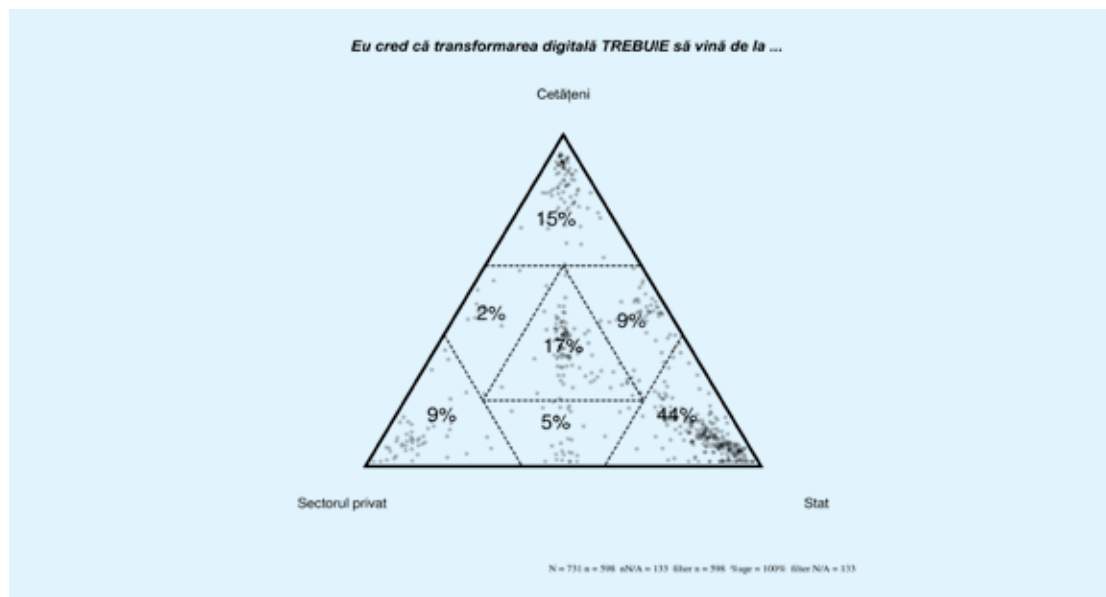 Eu cred că transformarea digitală TREBUIE să vină de la ...
Cetățeni
15%
2%
9%
17%
9%
5%
44%
Sectorul privat
Stat
N = 731 n = 598 nN/A = 133 filter n = 598 %age = 100% filter N/A = 133